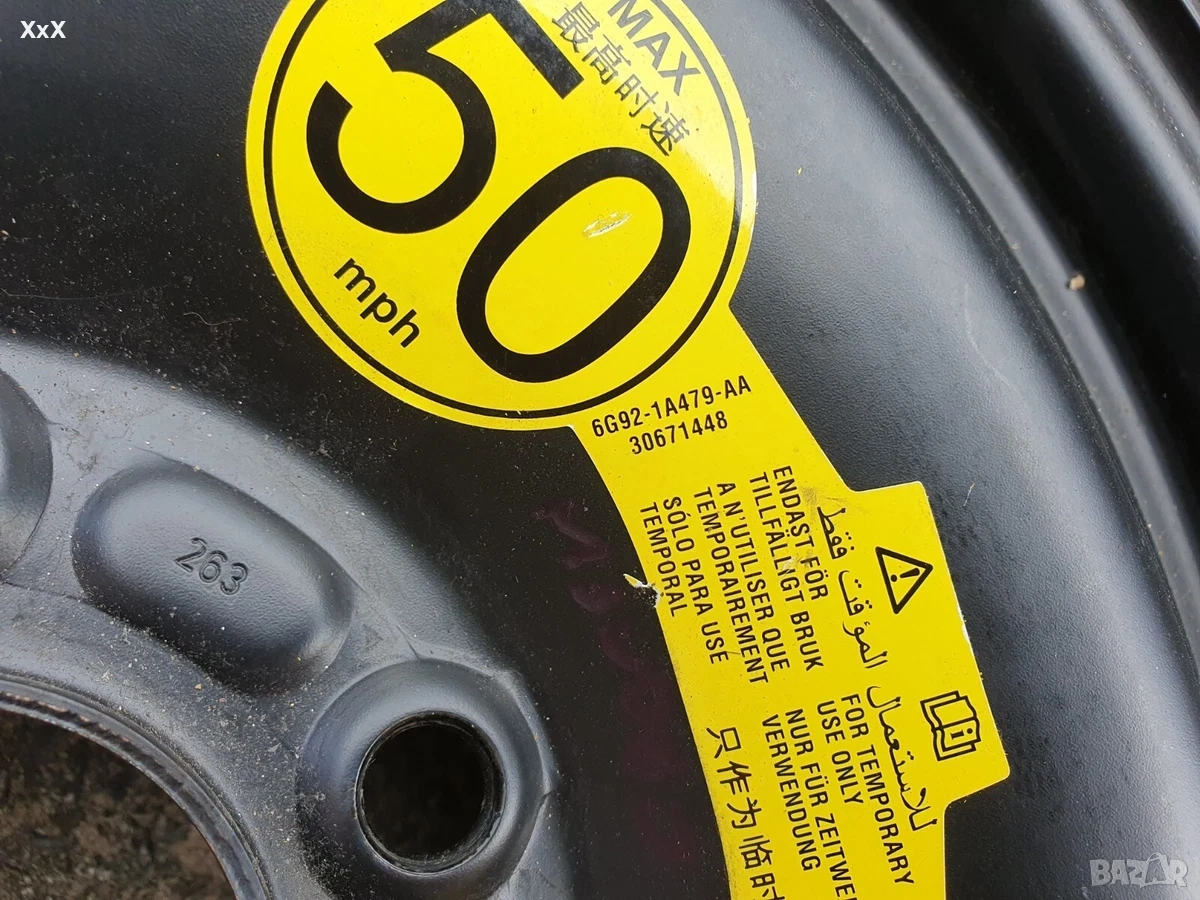 XxX
MAX
最高时速
50
mph
6G92-1A479-AA
30671448
للاستعمال المؤقت فقط
ENDAST FÖR
TILLFÄLLIGT BRUK
A N'UTILISER QUE
TEMPORAIREMENT
SÓLO PARA USE
TEMPORAL
FOR TEMPORARY
USE ONLY
NUR FÜR ZEITWE
VERWENDUNG
只作为临时
263
BAZAR